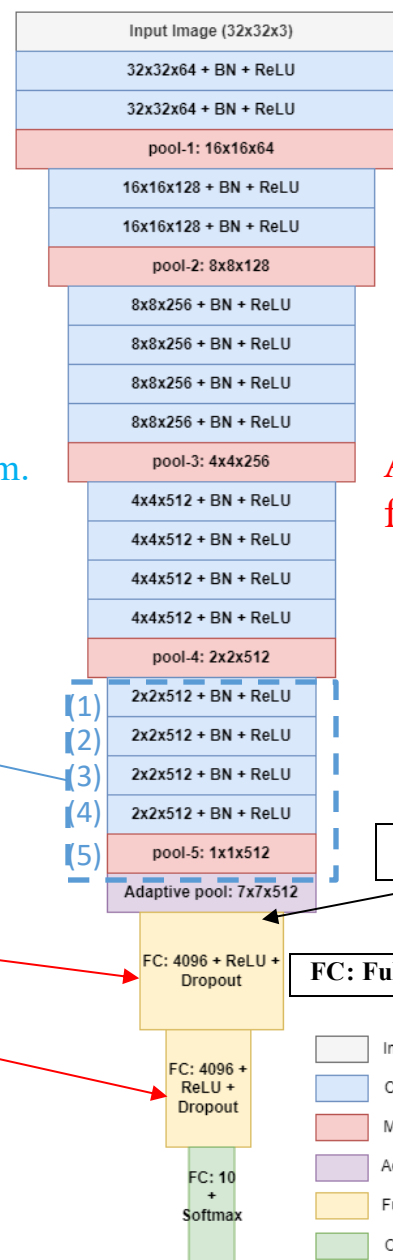 Input Image (32x32x3)
32x32x64 + BN + ReLU
32x32x64 + BN + ReLU
pool-1: 16x16x64
16x16x128 + BN + ReLU
16x16x128 + BN + ReLU
pool-2: 8x8x128
8x8x256 + BN + ReLU
8x8x256 + BN + ReLU
8x8x256 + BN + ReLU
8x8x256 + BN + ReLU
pool-3: 4x4x256
4x4x512 + BN + ReLU
4x4x512 + BN + ReLU
4x4x512 + BN + ReLU
4x4x512 + BN + ReLU
pool-4: 2x2x512
(1) 2x2x512 + BN + ReLU
(2) 2x2x512 + BN + ReLU
(3) 2x2x512 + BN + ReLU
(4) 2x2x512 + BN + ReLU
(5) pool-5: 1x1x512
Adaptive pool: 7x7x512
FC: 4096 + ReLU +
Dropout
FC:
FC: 4096 +
ReLU +
Dropout
FC: 10
+
Softmax